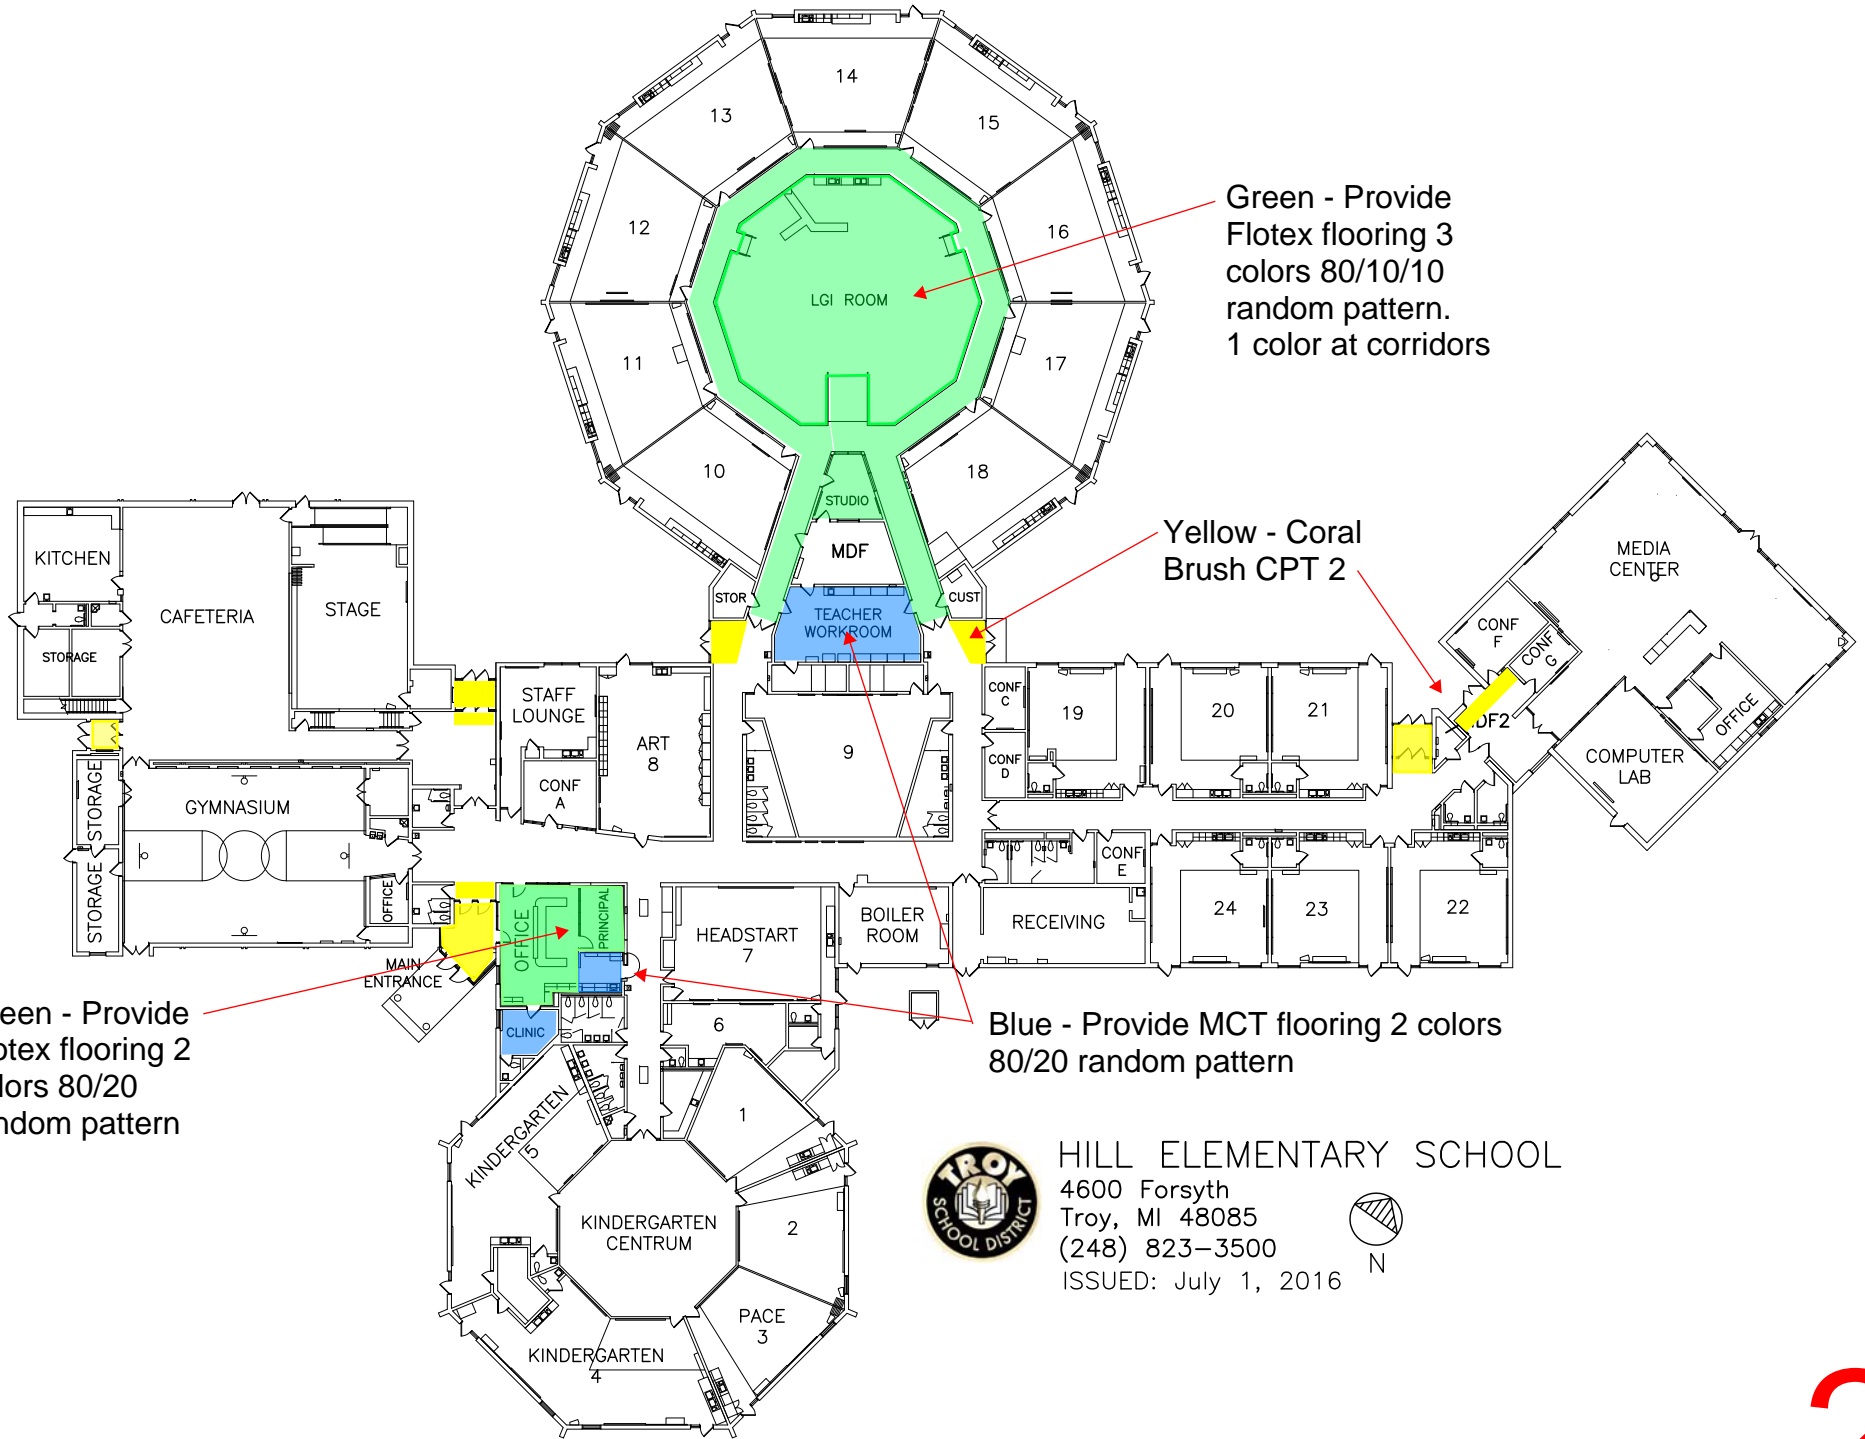 14
13
15
12
16
Green - Provide
Flotex flooring 3
colors 80/10/10
random pattern.
1 color at corridors
LGI ROOM
11
17
10
18
STUDIO
MDF
Yellow - Coral
Brush CPT 2
KITCHEN
CAFETERIA
STAGE
STORAGE
STOR
CUST
TEACHER
WORKROOM
MEDIA
CENTER
CONF
F
CONF
G
STAFF
LOUNGE
ART
8
CONF
A
9
CONF
C
CONF
D
19
20
21
DF2
OFFICE
COMPUTER
LAB
STORAGE
GYMNASIUM
STORAGE
OFFICE
CONF
E
OFFICE
PRINCIPAL
HEADSTART
7
BOILER
ROOM
RECEIVING
24
23
22
MAIN
ENTRANCE
een - Provide
otex flooring 2
lors 80/20
ndom pattern
CLINIC
6
Blue - Provide MCT flooring 2 colors
80/20 random pattern
KINDERGARTEN
5
1
KINDERGARTEN
CENTRUM
2
PACE
3
KINDERGARTEN
4
TROY
SCHOOL DISTRICT
HILL ELEMENTARY SCHOOL
4600 Forsyth
Troy, MI 48085
(248) 823-3500
ISSUED: July 1, 2016
N